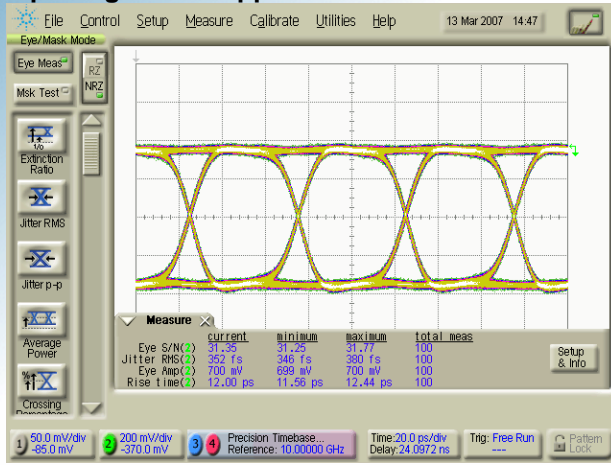 File Control Setup Measure Calibrate Utilities Help 13 Mar 2007 14:47
Eye/Mask Mode
Eye Meas
RZ
NRZ
Msk Test
1/0
Extinction
Ratio
Jitter RMS
Jitter p-p
Average
Power
%
Crossing
Measure
current minimum maximum total meas
Eye S/N(2) 31.35 31.25 31.77 100
Jitter RMS(2) 352 fs 346 fs 380 fs 100
Eye Amp(2) 700 mV 699 mV 700 mV 100
Rise time(2) 12.00 ps 11.56 ps 12.44 ps 100
Setup
& Info
1) 50.0 mV/div
-85.0 mV
2) 200 mV/div
-370.0 mV
3) 4) Precision Timebase...
Reference: 10.00000 GHz
Time:20.0 ps/div
Delay:24.0972 ns
Trig: Free Run
---
Pattern
Lock